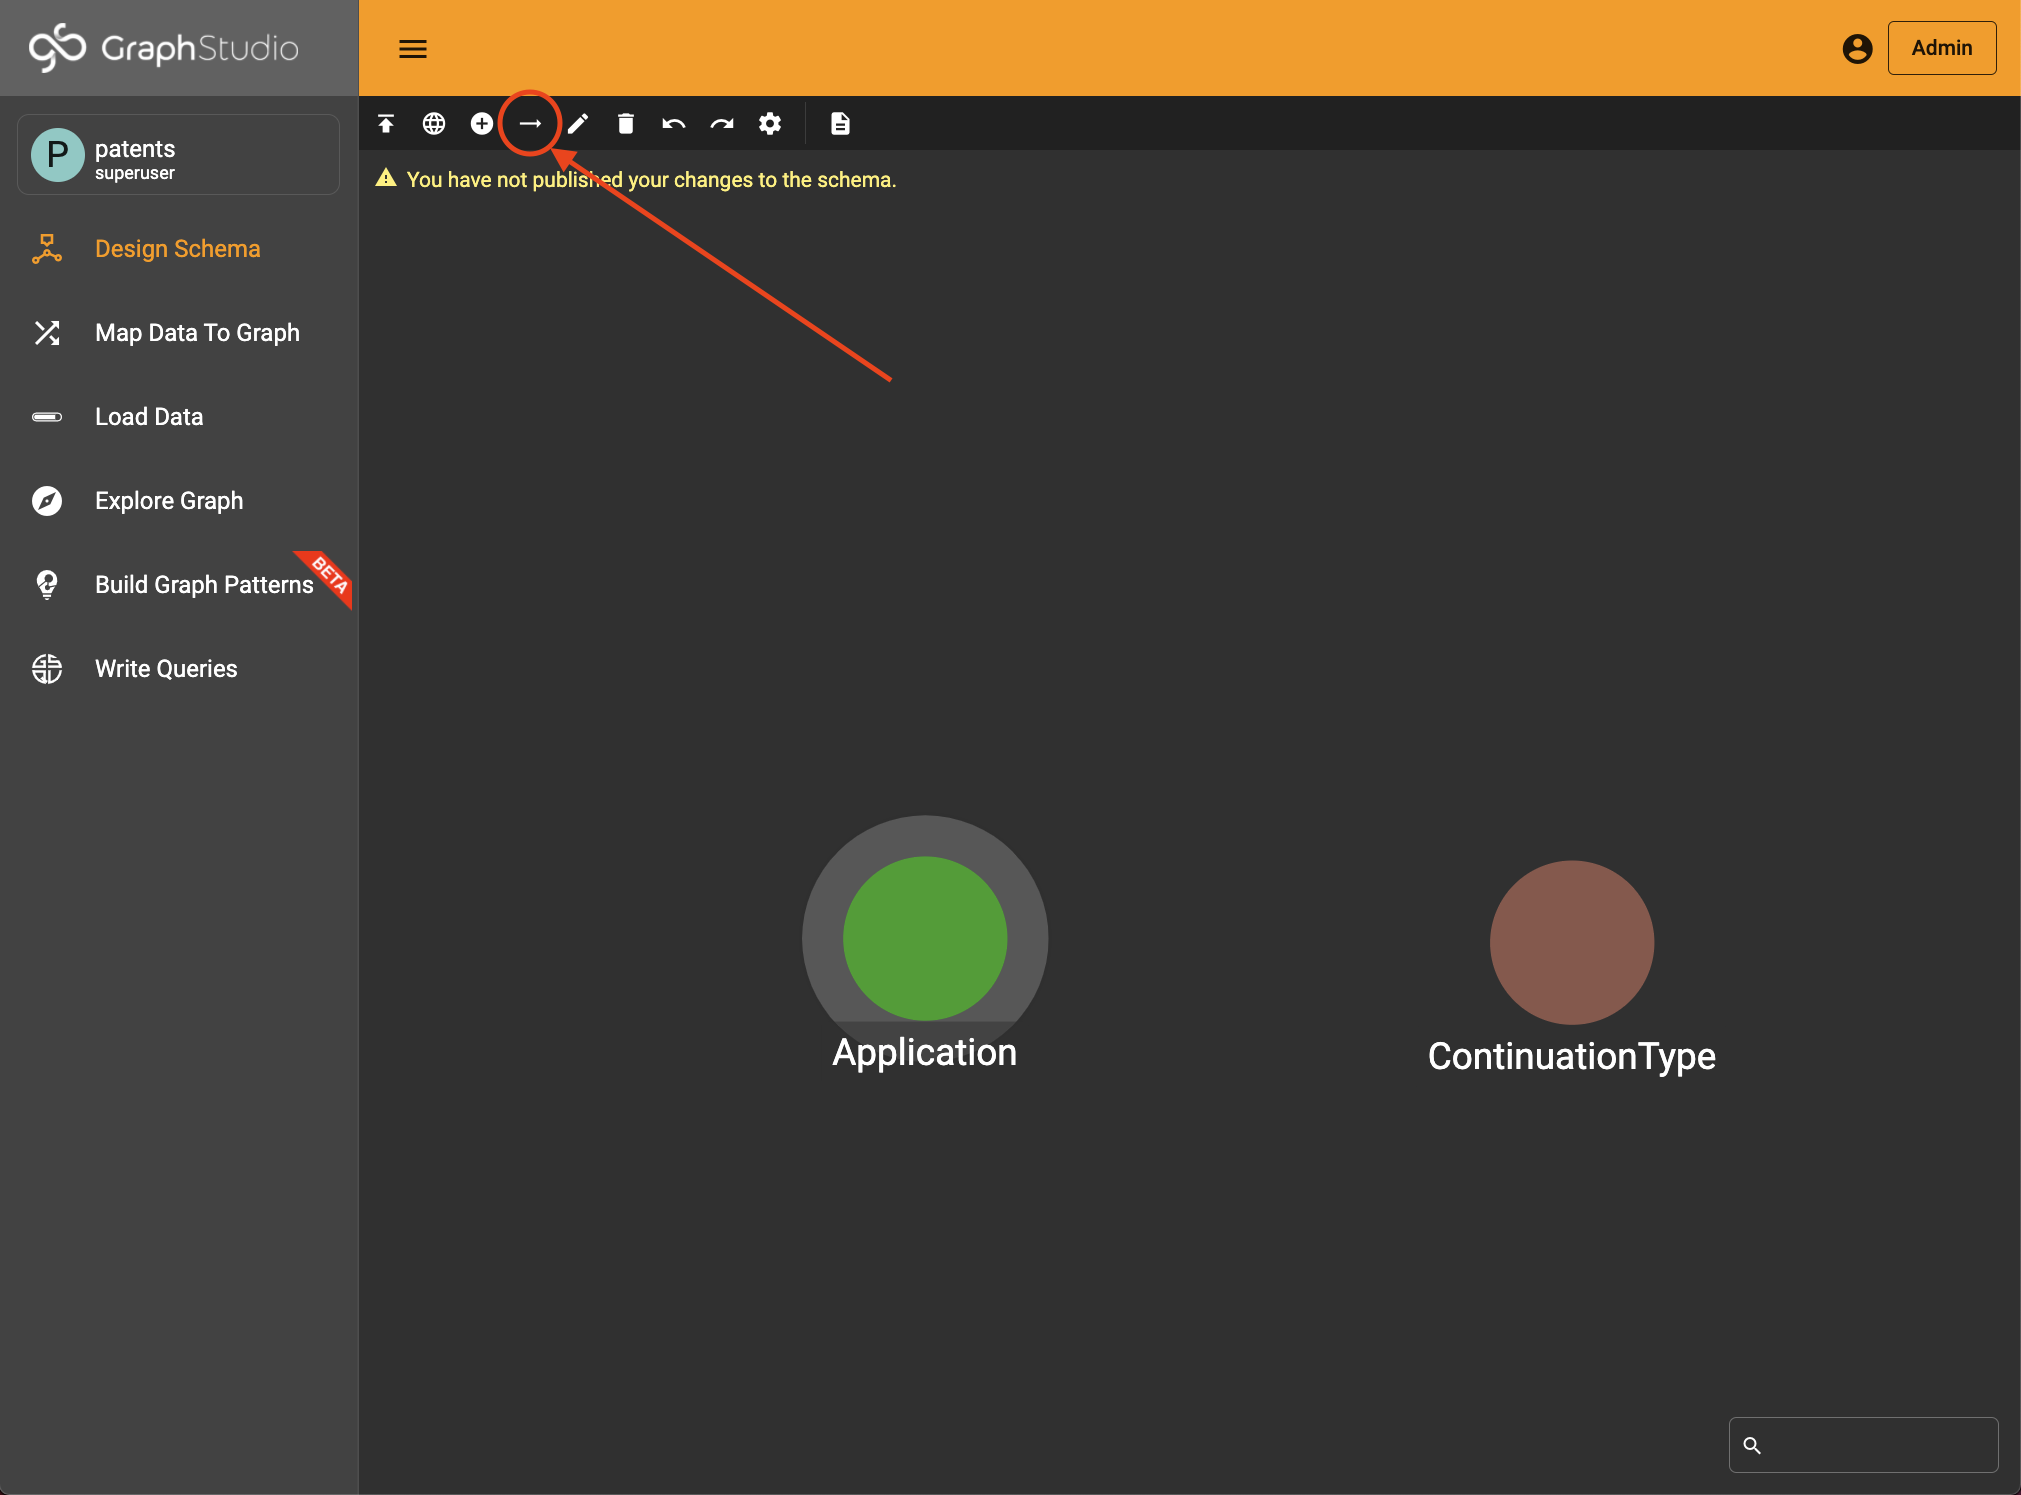 GraphStudio
Admin
P
patents
superuser
You have not published your changes to the schema.
Design Schema
Map Data To Graph
Load Data
Explore Graph
BETA
Build Graph Patterns
Write Queries
Application
ContinuationType